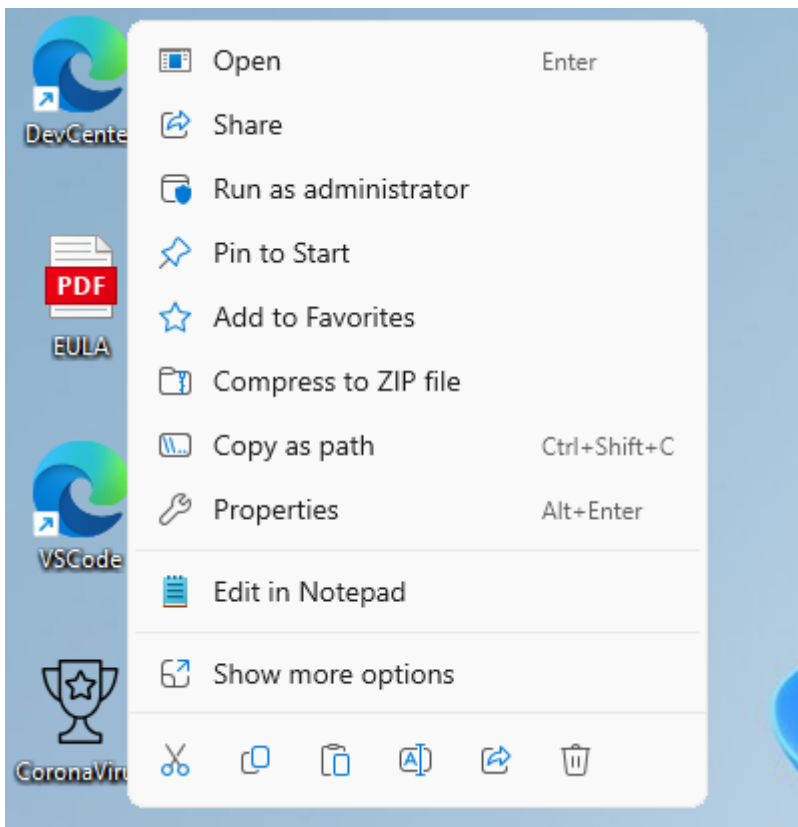 DevCente
Open Enter
Share
Run as administrator
Pin to Start
PDF
EULA
Add to Favorites
Compress to ZIP file
Copy as path Ctrl+Shift+C
Properties Alt+Enter
VSCode
Edit in Notepad
Show more options
CoronaViru
A